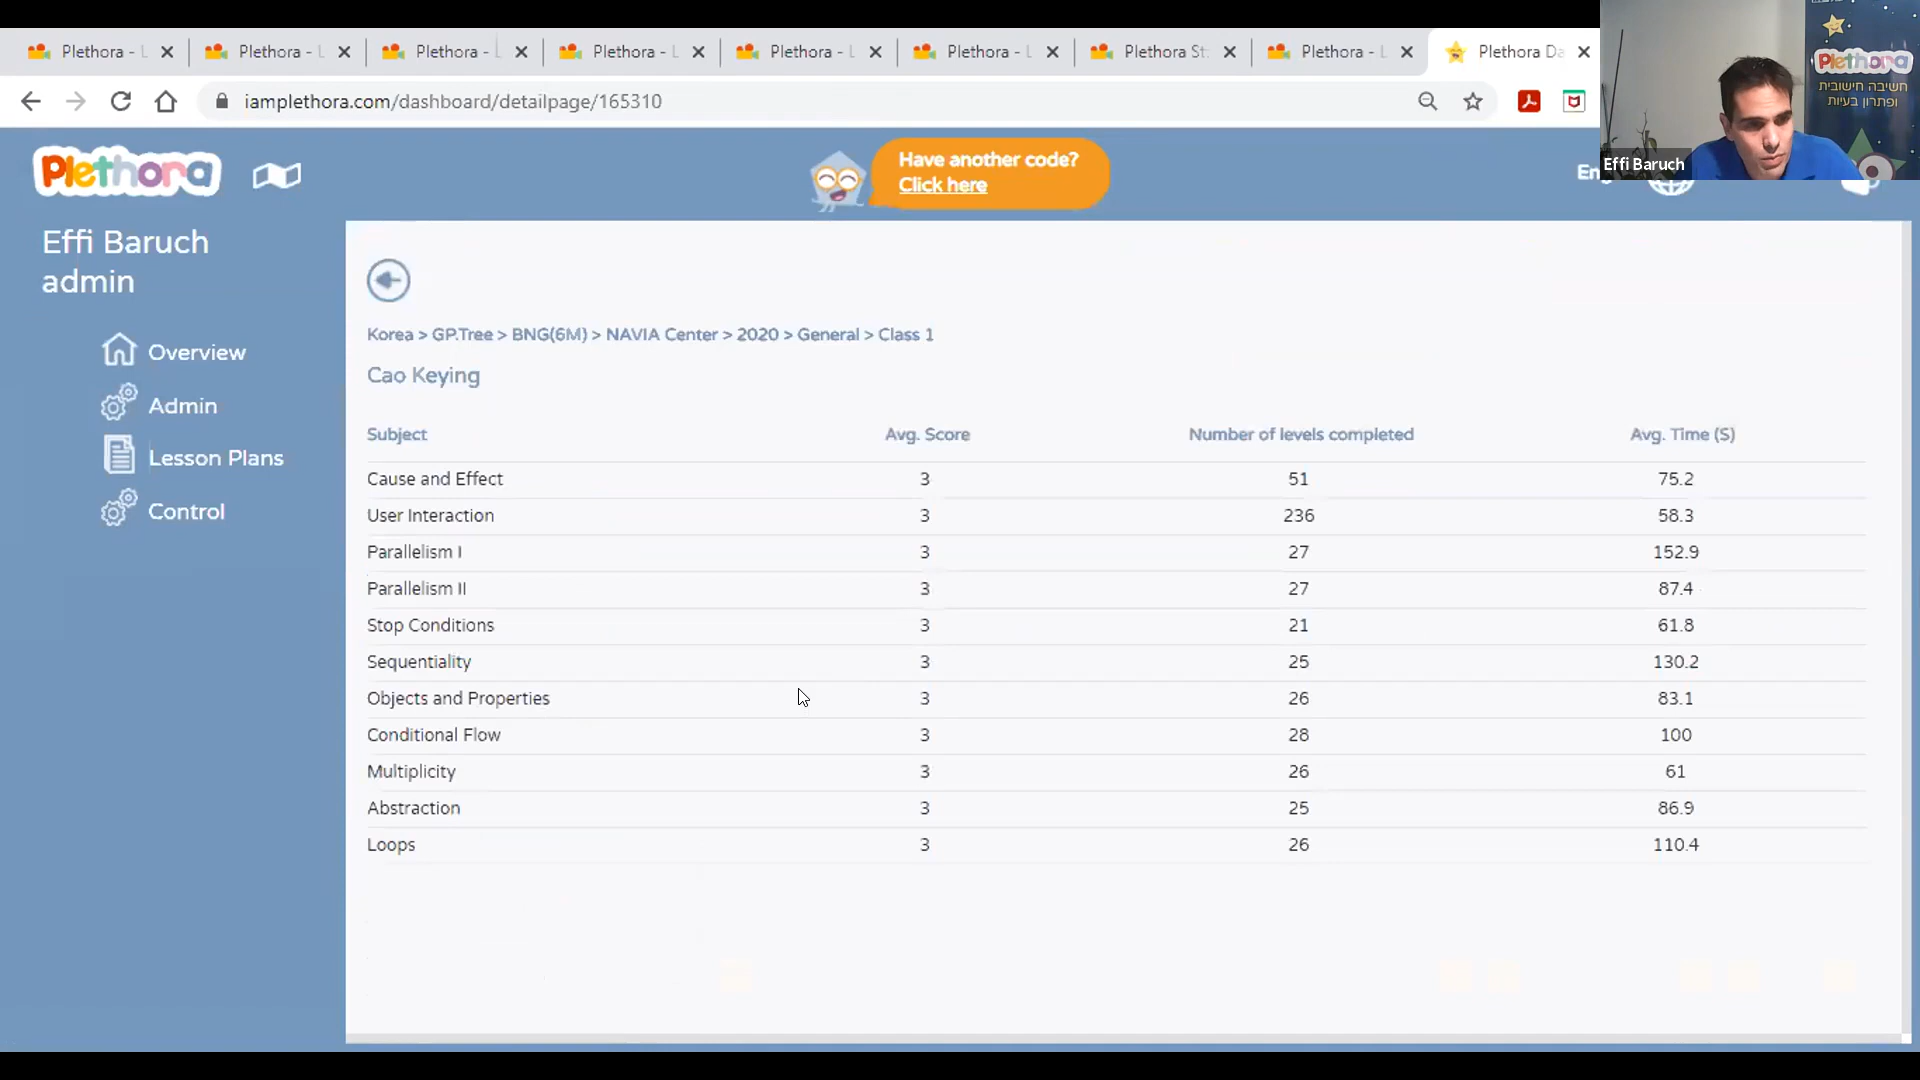 Plethora - L
Plethora - L
Plethora - L
Plethora - L
Plethora - L
Plethora - L
Plethora St
Plethora - L
Plethora Da
iamplethora.com/dashboard/detailpage/165310
Plethora
חשיבה חישובית
ופתרון בעיות
Effi Baruch
Plethora
Have another code?
Click here
Effi Baruch
admin
Overview
Admin
Lesson Plans
Control
Korea > GP.Tree > BNG(6M) > NAVIA Center > 2020 > General > Class 1
Cao Keying
Subject Avg. Score Number of levels completed Avg. Time (S)
Cause and Effect 3 51 75.2
User Interaction 3 236 58.3
Parallelism I 3 27 152.9
Parallelism II 3 27 87.4
Stop Conditions 3 21 61.8
Sequentiality 3 25 130.2
Objects and Properties 3 26 83.1
Conditional Flow 3 28 100
Multiplicity 3 26 61
Abstraction 3 25 86.9
Loops 3 26 110.4